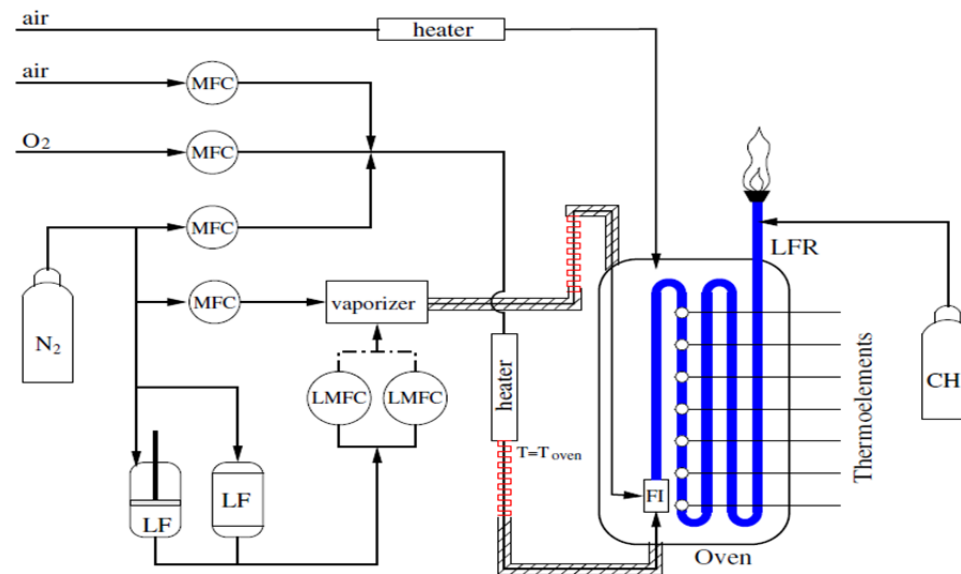 air
heater
air
MFC
O2
MFC
MFC
LFR
MFC
vaporizer
N2
LMFC
LMFC
heater
CH
Thermoelements
T=Toven
LF
LF
FI
Oven